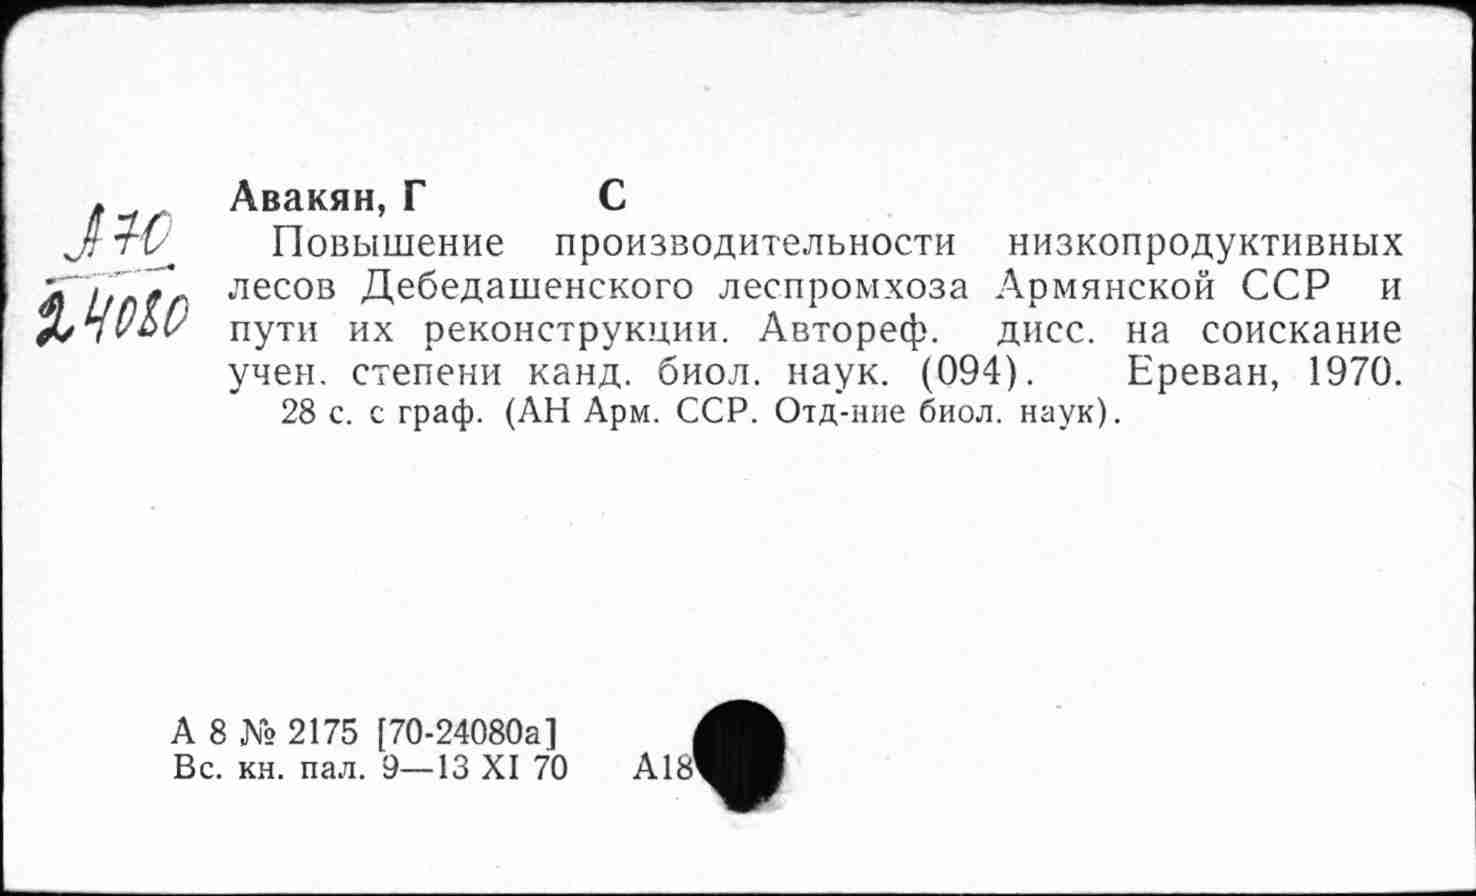 Авакян, Г С
А70
24080
Повышение производительности низкопродуктивных
лесов Дебедашенского леспромхоза Армянской ССР и
пути их реконструкции. Автореф. дисс. на соискание
учен. степени канд. биол. наук. (094). Ереван, 1970.
28 с. с граф. (АН Арм. ССР. Отд-ние биол. наук).
А 8 № 2175 [70-24080а]
Вс. кн. пал. 9—13 XI 70 А18